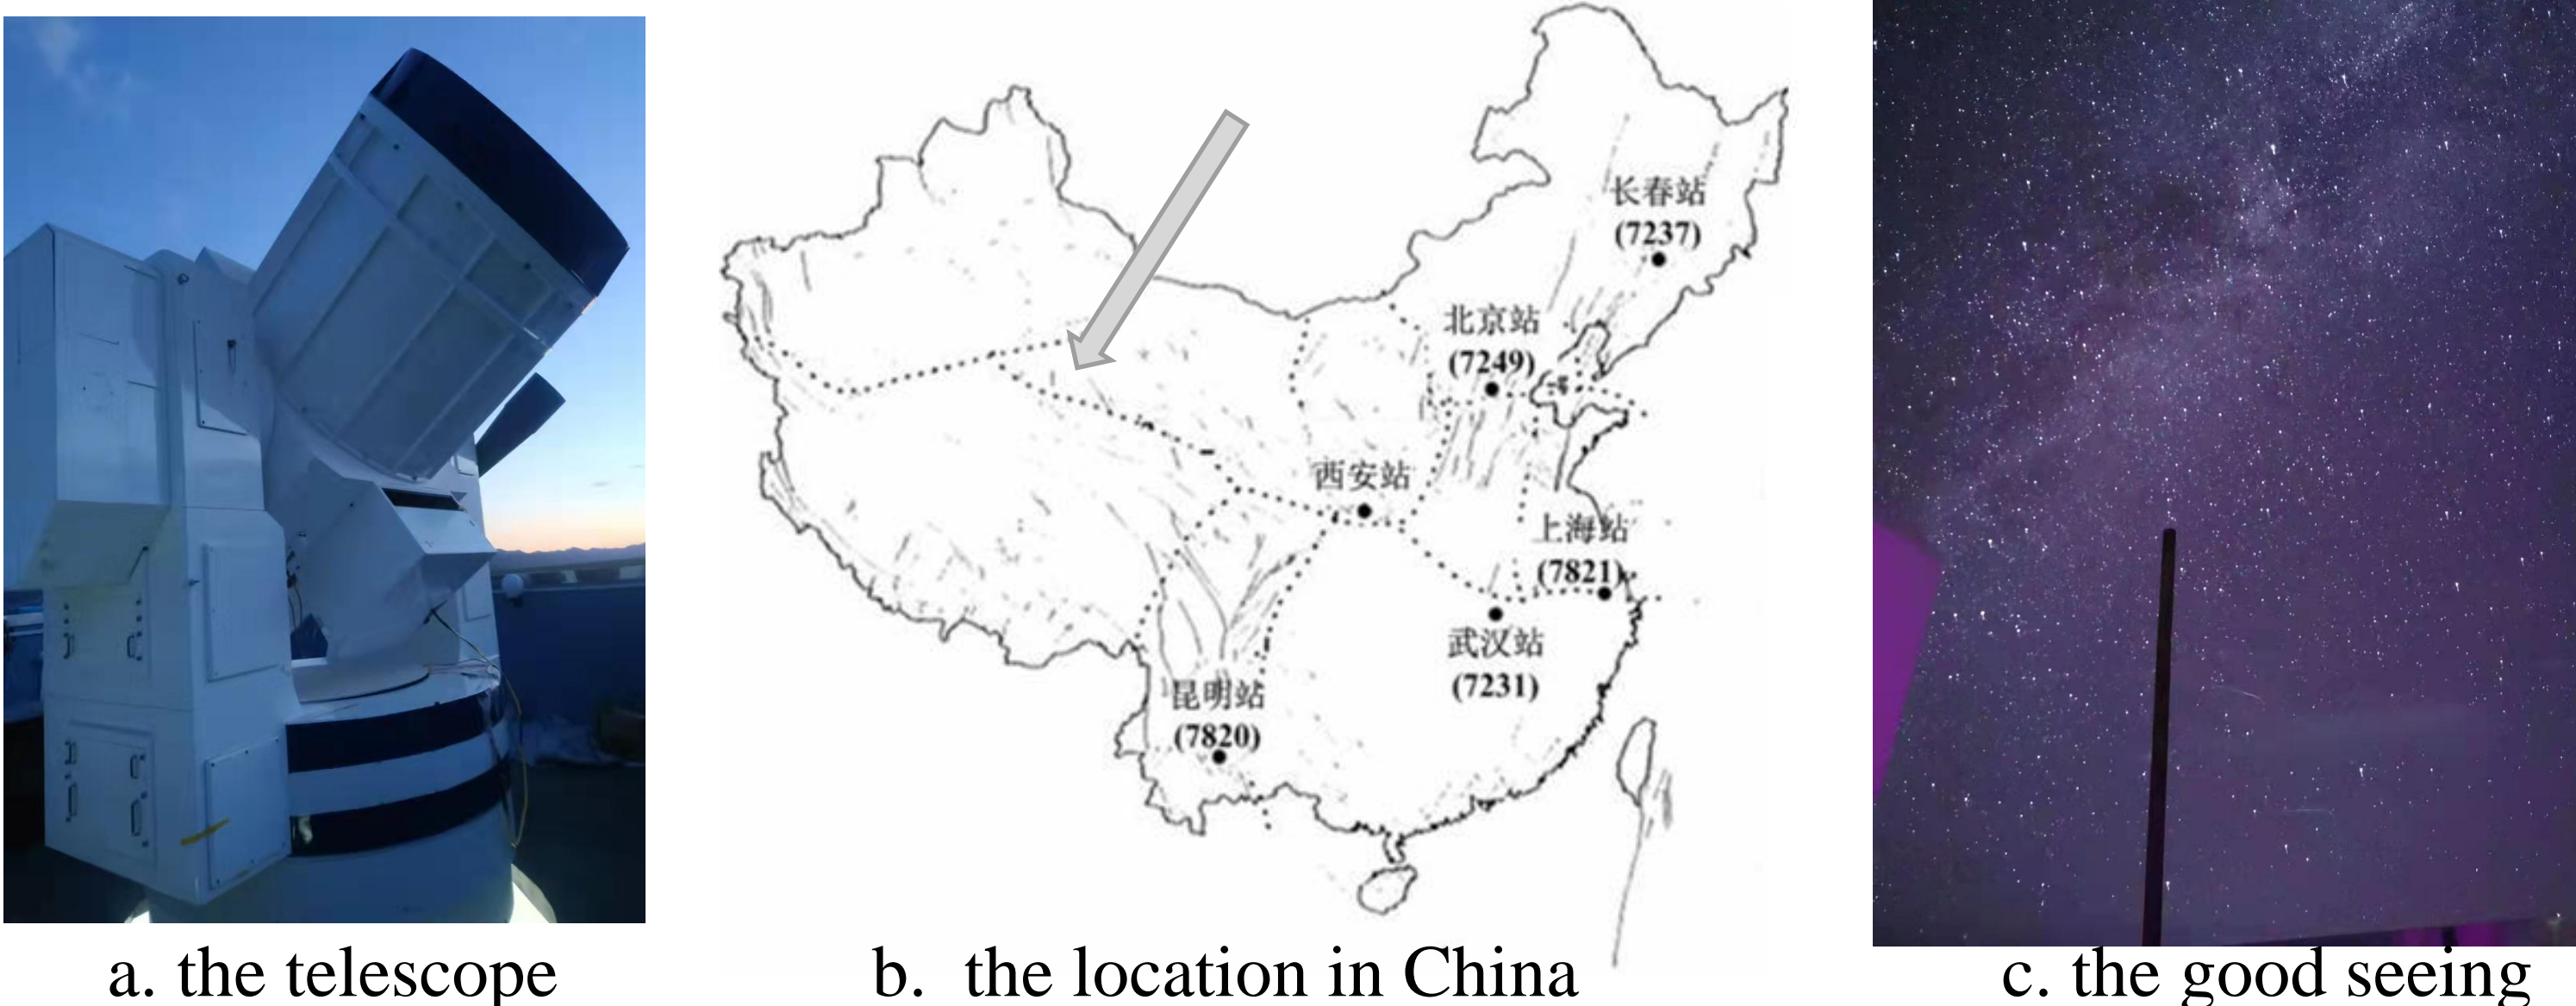 长春站
(7237)
北京站
(7249)
西安站
上海站
(7821)
武汉站
(7231)
昆明站
(7820)
a. the telescope
b. the location in China
c. the good seeing